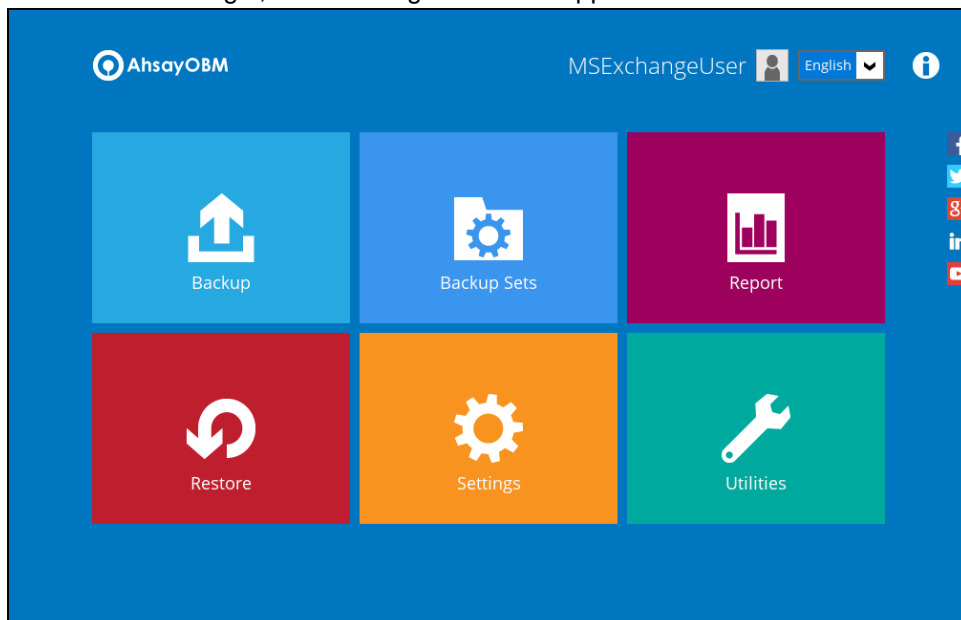 AhsayOBM
MSExchangeUser English
Backup
Backup Sets
Report
Restore
Settings
Utilities